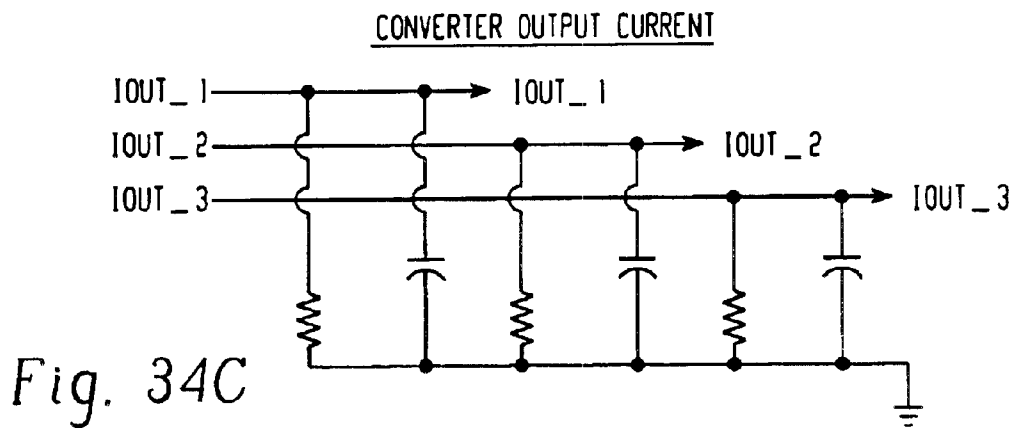 CONVERTER OUTPUT CURRENT
IOUT_1 IOUT_1
IOUT_2 IOUT_2
IOUT_3 IOUT_3
Fig. 34C